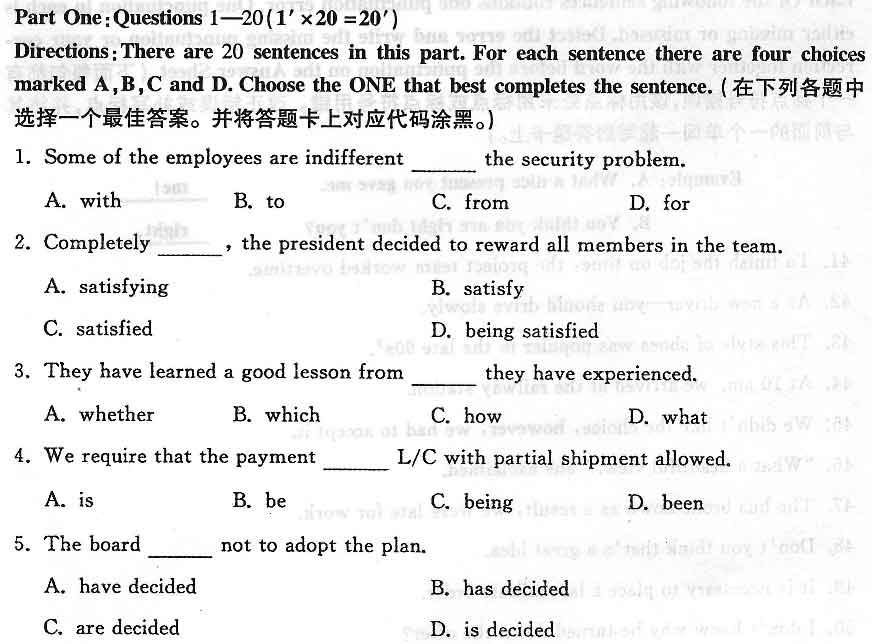 Part One:Questions 1—20(1′×20=20′)
Directions:There are 20 sentences in this part. For each sentence there are four choices
marked A,B,C and D. Choose the ONE that best completes the sentence. (在下列各题中
选择一个最佳答案。并将答题卡上对应代码涂黑。)
1. Some of the employees are indifferent ______ the security problem.
A. with B. to C. from D. for
2. Completely ______, the president decided to reward all members in the team.
A. satisfying B. satisfy
C. satisfied D. being satisfied
3. They have learned a good lesson from ______ they have experienced.
A. whether B. which C. how D. what
4. We require that the payment ______ L/C with partial shipment allowed.
A. is B. be C. being D. been
5. The board ______ not to adopt the plan.
A. have decided B. has decided
C. are decided D. is decided